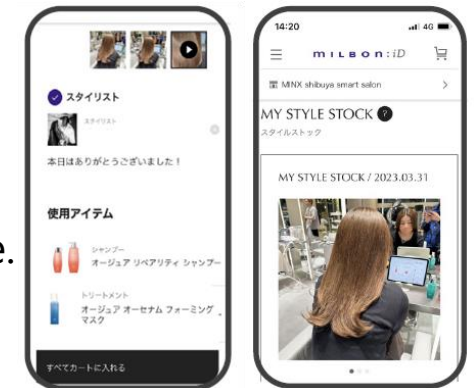 e.
スタイリスト
スタイリスト
本日はありがとうございました！
使用アイテム
シャンプー
オージュア リペアリティ シャンプー
トリートメント
オージュア オーセナム フォーミング
マスク
すべてカートに入れる
14:20
4G
MILBON:iD
MINX shibuya smart salon
MY STYLE STOCK ?
スタイルストック
MY STYLE STOCK / 2023.03.31